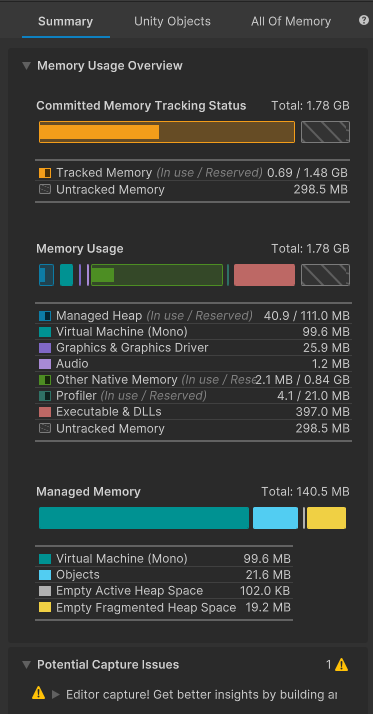 Summary Unity Objects All Of Memory ?
Memory Usage Overview
Committed Memory Tracking Status Total: 1.78 GB
Tracked Memory (In use / Reserved) 0.69 / 1.48 GB
Untracked Memory 298.5 MB
Memory Usage Total: 1.78 GB
Managed Heap (In use / Reserved) 40.9 / 111.0 MB
Virtual Machine (Mono) 99.6 MB
Graphics & Graphics Driver 25.9 MB
Audio 1.2 MB
Other Native Memory (In use / Rese2.1 MB / 0.84 GB
Profiler (In use / Reserved) 4.1 / 21.0 MB
Executable & DLLs 397.0 MB
Untracked Memory 298.5 MB
Managed Memory Total: 140.5 MB
Virtual Machine (Mono) 99.6 MB
Objects 21.6 MB
Empty Active Heap Space 102.0 KB
Empty Fragmented Heap Space 19.2 MB
Potential Capture Issues 1
Editor capture! Get better insights by building ar